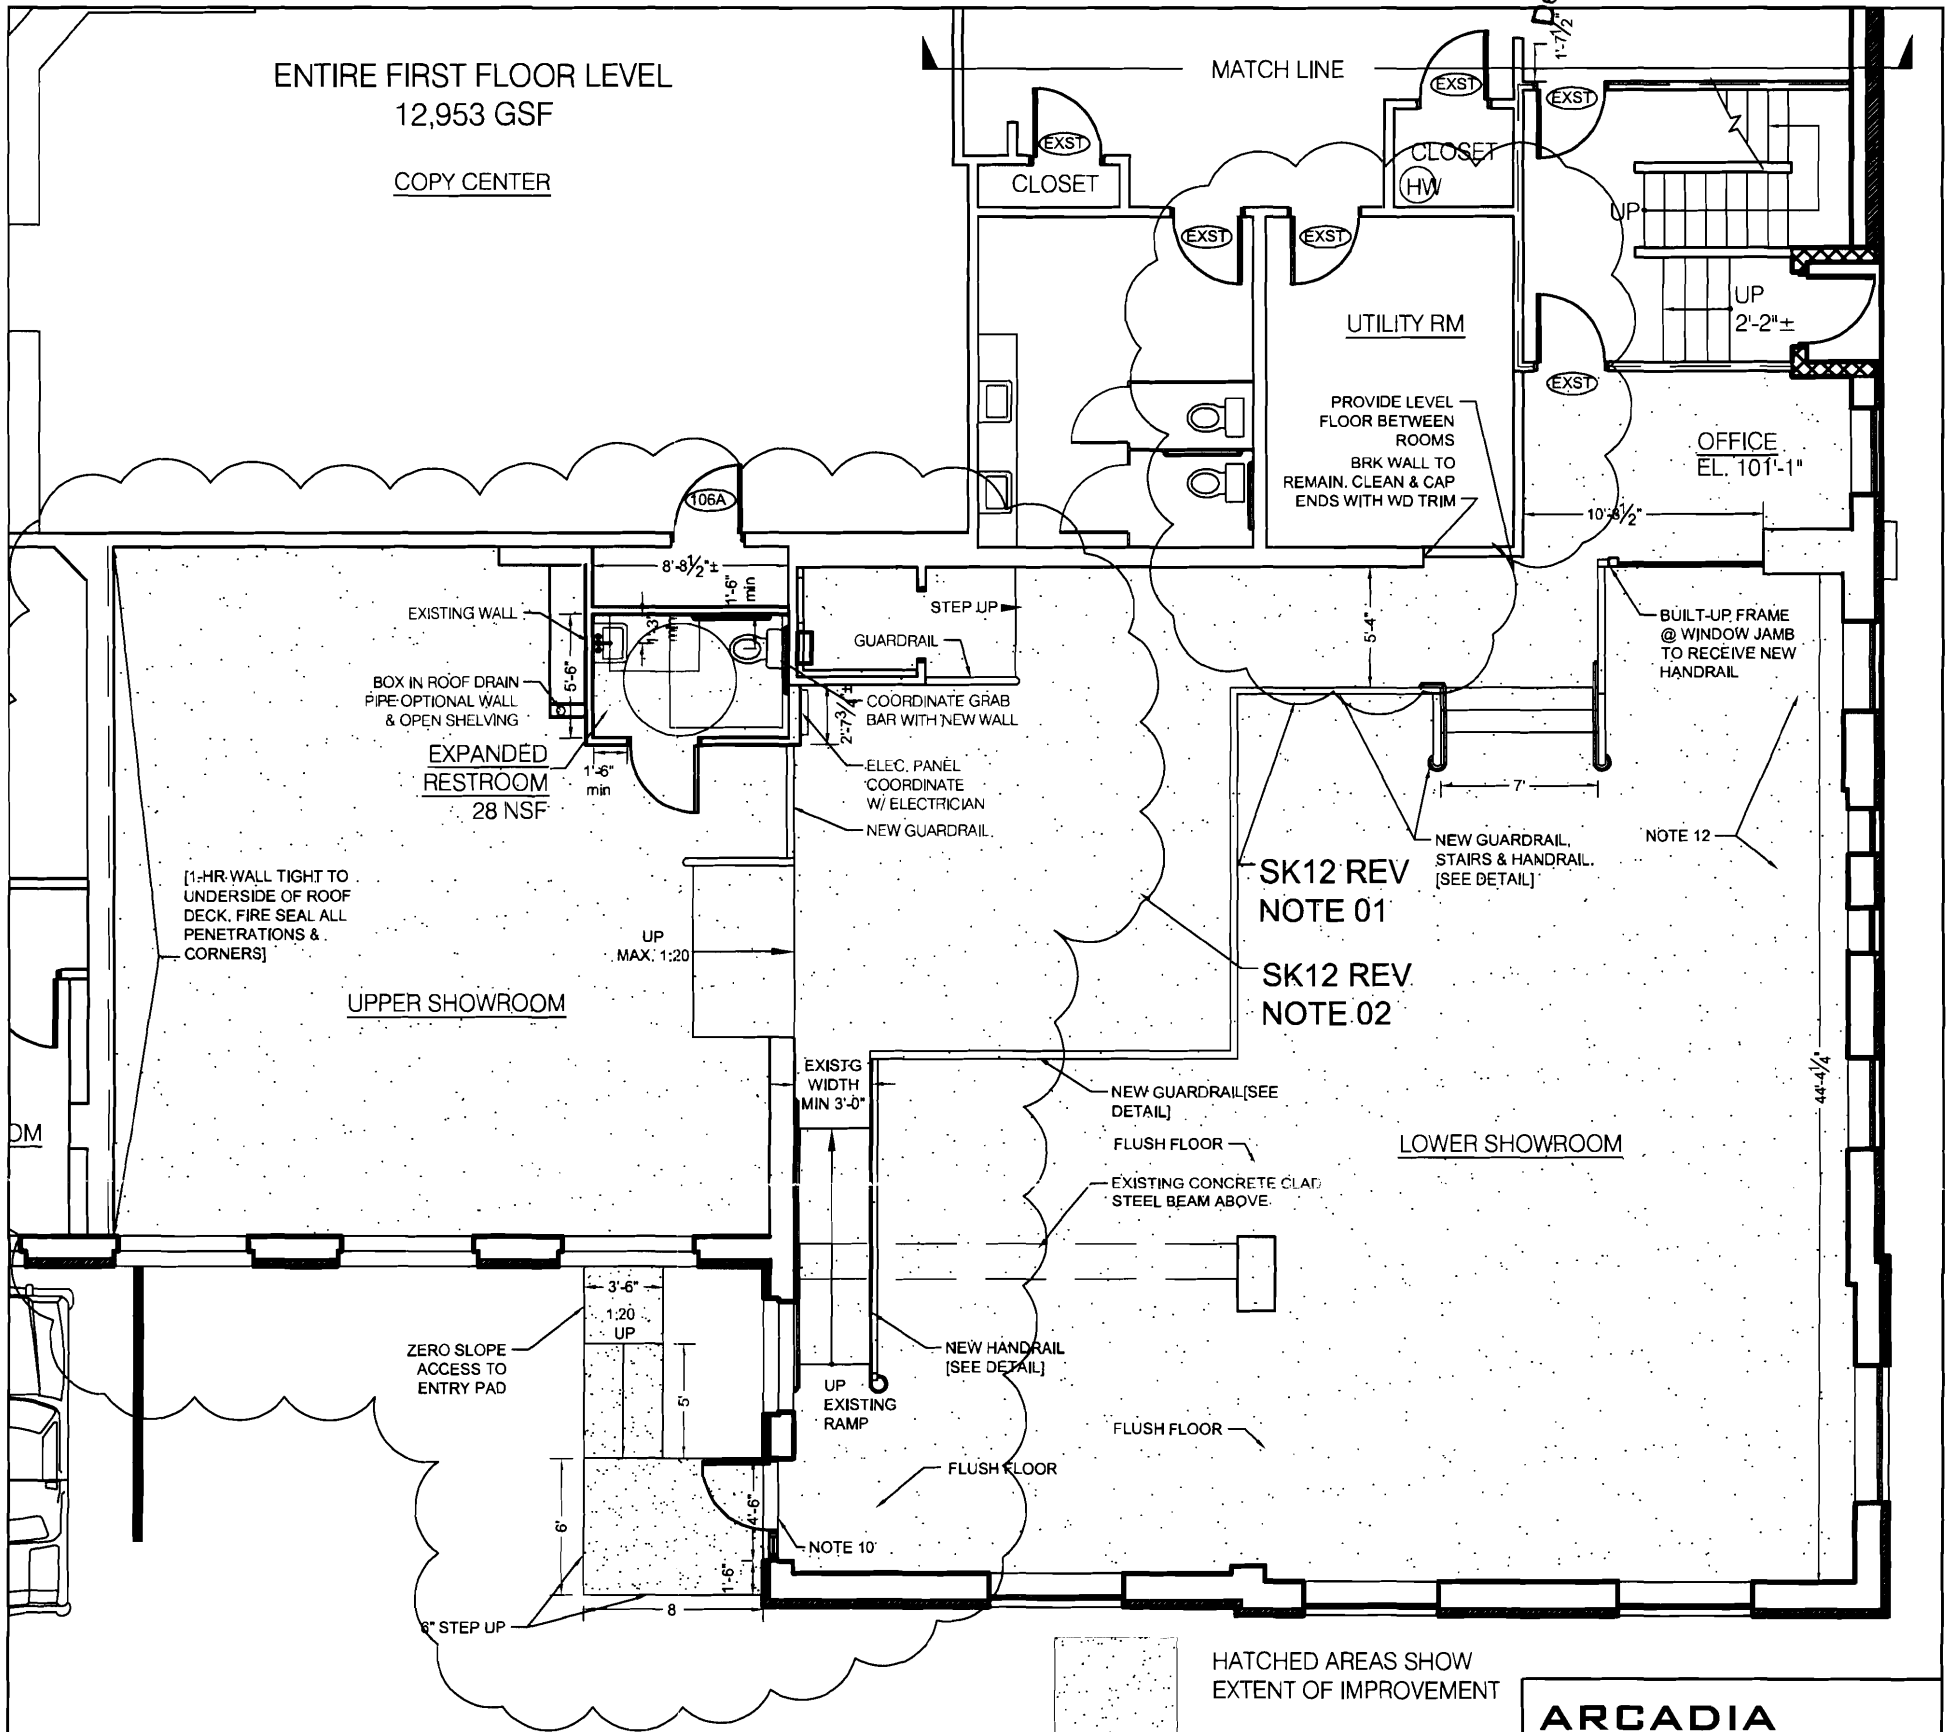 ENTIRE FIRST FLOOR LEVEL
12,953 GSF
COPY CENTER
MATCH LINE
1'-7½"
EXST
EXST
EXST
CLOSET
CLOSET
HW
UP
EXST
EXST
UTILITY RM
UP
2'-2"±
EXST
PROVIDE LEVEL
FLOOR BETWEEN
ROOMS
BRK WALL TO
REMAIN. CLEAN & CAP
ENDS WITH WD TRIM
OFFICE
EL. 101'-1"
10'-8½"
106A
8'-8½"±
1'-6"
min
EXISTING WALL
1'-3"
min
5'-6"
STEP UP
GUARDRAIL
5'-4"
BUILT-UP FRAME
@ WINDOW JAMB
TO RECEIVE NEW
HANDRAIL
BOX IN ROOF DRAIN
PIPE OPTIONAL WALL
& OPEN SHELVING
COORDINATE GRAB
BAR WITH NEW WALL
2'-7¾"±
EXPANDED
RESTROOM
28 NSF
1'-6"
min
ELEC. PANEL
COORDINATE
W/ ELECTRICIAN
NEW GUARDRAIL
7'
NEW GUARDRAIL,
STAIRS & HANDRAIL.
[SEE DETAIL]
NOTE 12
[1-HR WALL TIGHT TO
UNDERSIDE OF ROOF
DECK, FIRE SEAL ALL
PENETRATIONS &
CORNERS]
SK12 REV
NOTE 01
UP
MAX. 1:20
SK12 REV
NOTE 02
UPPER SHOWROOM
EXIST'G
WIDTH
MIN 3'-0"
NEW GUARDRAIL[SEE
DETAIL]
44'-4¼"
OM
FLUSH FLOOR
LOWER SHOWROOM
EXISTING CONCRETE CLAD
STEEL BEAM ABOVE
3'-6"
1:20
UP
ZERO SLOPE
ACCESS TO
ENTRY PAD
NEW HANDRAIL
[SEE DETAIL]
5'
UP
EXISTING
RAMP
FLUSH FLOOR
FLUSH FLOOR
6'
4'-6"
NOTE 10
1'-6"
8
6" STEP UP
HATCHED AREAS SHOW
EXTENT OF IMPROVEMENT
ARCADIA